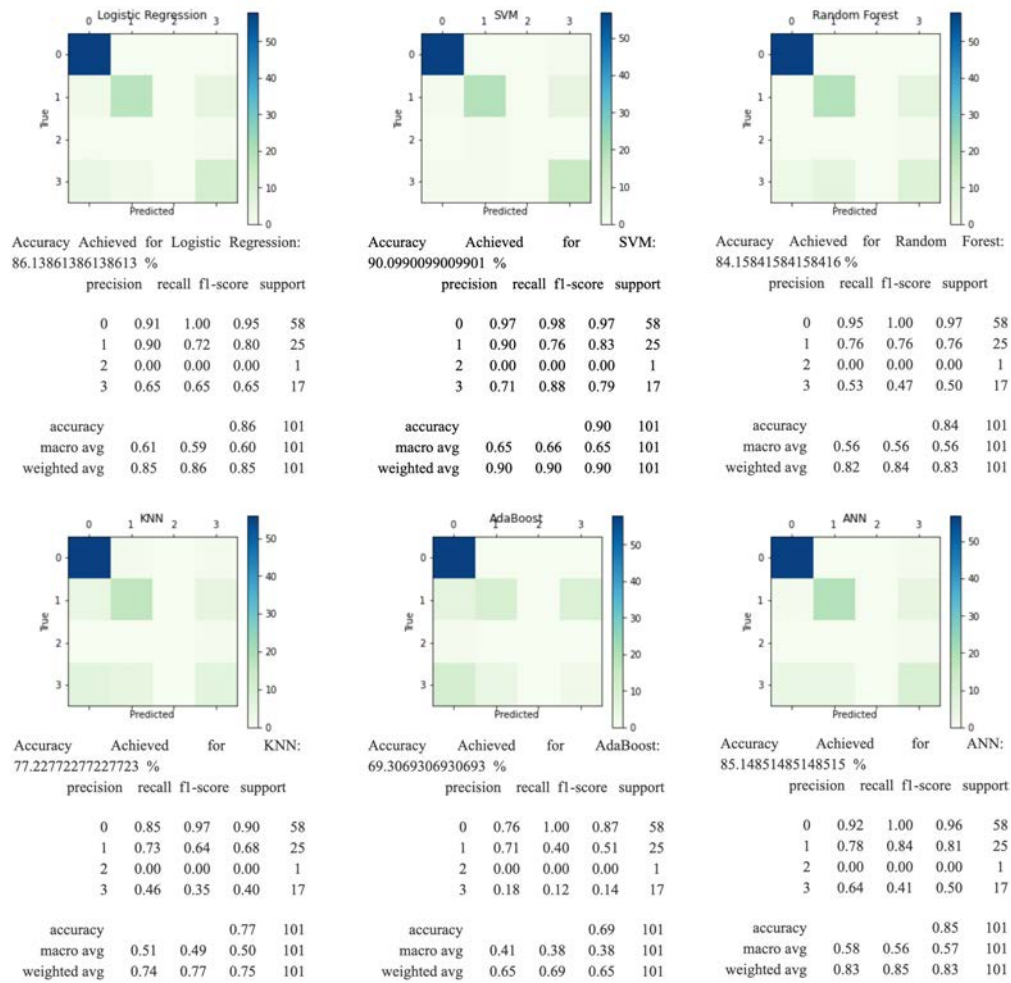 Logistic Regression
0 1 2 3
0
1
2
3
True
Predicted
50
40
30
20
10
0
Accuracy Achieved for Logistic Regression:
86.13861386138613 %
precision recall f1-score support
0 0.91 1.00 0.95 58
1 0.90 0.72 0.80 25
2 0.00 0.00 0.00 1
3 0.65 0.65 0.65 17
accuracy 0.86 101
macro avg 0.61 0.59 0.60 101
weighted avg 0.85 0.86 0.85 101
SVM
0 1 2 3
0
1
2
3
True
Predicted
50
40
30
20
10
0
Accuracy Achieved for SVM:
90.0990099009901 %
precision recall f1-score support
0 0.97 0.98 0.97 58
1 0.90 0.76 0.83 25
2 0.00 0.00 0.00 1
3 0.71 0.88 0.79 17
accuracy 0.90 101
macro avg 0.65 0.66 0.65 101
weighted avg 0.90 0.90 0.90 101
Random Forest
0 1 2 3
0
1
2
3
True
Predicted
50
40
30
20
10
0
Accuracy Achieved for Random Forest:
84.15841584158416 %
precision recall f1-score support
0 0.95 1.00 0.97 58
1 0.76 0.76 0.76 25
2 0.00 0.00 0.00 1
3 0.53 0.47 0.50 17
accuracy 0.84 101
macro avg 0.56 0.56 0.56 101
weighted avg 0.82 0.84 0.83 101
KNN
0 1 2 3
0
1
2
3
True
Predicted
50
40
30
20
10
0
Accuracy Achieved for KNN:
77.22772277227723 %
precision recall f1-score support
0 0.85 0.97 0.90 58
1 0.73 0.64 0.68 25
2 0.00 0.00 0.00 1
3 0.46 0.35 0.40 17
accuracy 0.77 101
macro avg 0.51 0.49 0.50 101
weighted avg 0.74 0.77 0.75 101
AdaBoost
0 1 2 3
0
1
2
3
True
Predicted
50
40
30
20
10
0
Accuracy Achieved for AdaBoost:
69.3069306930693 %
precision recall f1-score support
0 0.76 1.00 0.87 58
1 0.71 0.40 0.51 25
2 0.00 0.00 0.00 1
3 0.18 0.12 0.14 17
accuracy 0.69 101
macro avg 0.41 0.38 0.38 101
weighted avg 0.65 0.69 0.65 101
ANN
0 1 2 3
0
1
2
3
True
Predicted
50
40
30
20
10
0
Accuracy Achieved for ANN:
85.14851485148515 %
precision recall f1-score support
0 0.92 1.00 0.96 58
1 0.78 0.84 0.81 25
2 0.00 0.00 0.00 1
3 0.64 0.41 0.50 17
accuracy 0.85 101
macro avg 0.58 0.56 0.57 101
weighted avg 0.83 0.85 0.83 101